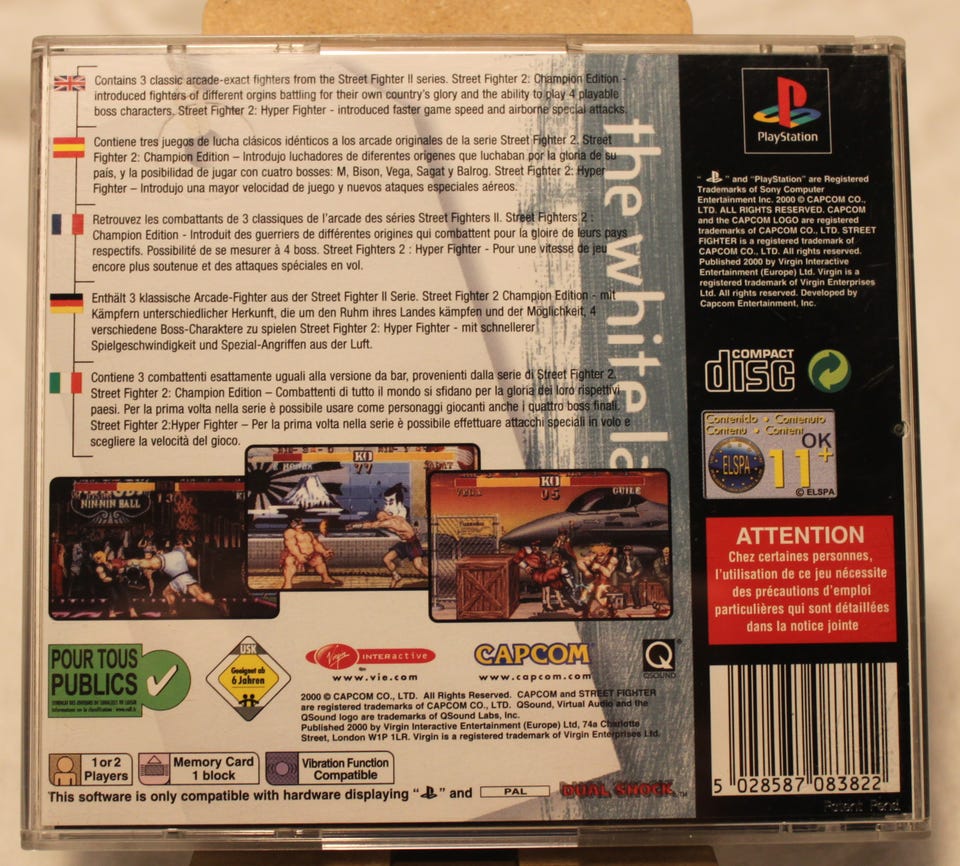 Contains 3 classic arcade-exact fighters from the Street Fighter II series. Street Fighter 2: Champion Edition -
introduced fighters of different orgins battling for their own country's glory and the ability to play 4 playable
boss characters. Street Fighter 2: Hyper Fighter - introduced faster game speed and airborne special attacks.
Contiene tres juegos de lucha clásicos idénticos a los arcade originales de la serie Street Fighter 2. Street
Fighter 2: Champion Edition – Introdujo luchadores de diferentes origenes que luchaban por la gloria de su
país, y la posibilidad de jugar con cuatro bosses: M, Bison, Vega, Sagat y Balrog. Street Fighter 2: Hyper
Fighter – Introdujo una mayor velocidad de juego y nuevos ataques especiales aéreos.
Retrouvez les combattants de 3 classiques de l'arcade des séries Street Fighters II. Street Fighters 2 :
Champion Edition - Introduit des guerriers de différentes origines qui combattent pour la gloire de leurs pays
respectifs. Possibilité de se mesurer à 4 boss. Street Fighters 2 : Hyper Fighter - Pour une vitesse de jeu
encore plus soutenue et des attaques spéciales en vol.
Enthält 3 klassische Arcade-Fighter aus der Street Fighter II Serie. Street Fighter 2 Champion Edition - mit
Kämpfern unterschiedlicher Herkunft, die um den Ruhm ihres Landes kämpfen und der Möglichkeit, 4
verschiedene Boss-Charaktere zu spielen Street Fighter 2: Hyper Fighter - mit schnellerer
Spielgeschwindigkeit und Spezial-Angriffen aus der Luft.
Contiene 3 combattenti esattamente uguali alla versione da bar, provenienti dalla serie di Street Fighter 2.
Street Fighter 2: Champion Edition – Combattenti di tutto il mondo si sfidano per la gloria dei loro rispettivi
paesi. Per la prima volta nella serie è possibile usare come personaggi giocanti anche i quattro boss finali.
Street Fighter 2:Hyper Fighter – Per la prima volta nella serie è possibile effettuare attacchi speciali in volo e
scegliere la velocità del gioco.
the white
NIN-NIN HALL
KO
KO
VEGA
05
GUILE
POUR TOUS
PUBLICS
USK
Geeignet ab
6 Jahren
Virgin INTERACTIVE
www.vie.com
CAPCOM
www.capcom.com
Q
QSOUND
2000 © CAPCOM CO., LTD. All Rights Reserved. CAPCOM and STREET FIGHTER
are registered trademarks of CAPCOM CO., LTD. QSound, Virtual Audio and the
QSound logo are trademarks of QSound Labs, Inc.
Published 2000 by Virgin Interactive Entertainment (Europe) Ltd, 74a Charlotte
Street, London W1P 1LR. Virgin is a registered trademark of Virgin Enterprises Ltd.
1 or 2
Players
Memory Card
1 block
Vibration Function
Compatible
This software is only compatible with hardware displaying " " and PAL DUAL SHOCK TM
PlayStation
" " and "PlayStation" are Registered
Trademarks of Sony Computer
Entertainment Inc. 2000 © CAPCOM CO.,
LTD. ALL RIGHTS RESERVED. CAPCOM
and the CAPCOM LOGO are registered
trademarks of CAPCOM CO., LTD. STREET
FIGHTER is a registered trademark of
CAPCOM CO., LTD. All rights reserved.
Published 2000 by Virgin Interactive
Entertainment (Europe) Ltd. Virgin is a
registered trademark of Virgin Enterprises
Ltd. All rights reserved. Developed by
Capcom Entertainment, Inc.
COMPACT
disc
Contenido • Contenuto
Contenu • Content
OK
ELSPA
11+
© ELSPA
ATTENTION
Chez certaines personnes,
l'utilisation de ce jeu nécessite
des précautions d'emploi
particulières qui sont détaillées
dans la notice jointe
5 028587 083822
Patent Pend